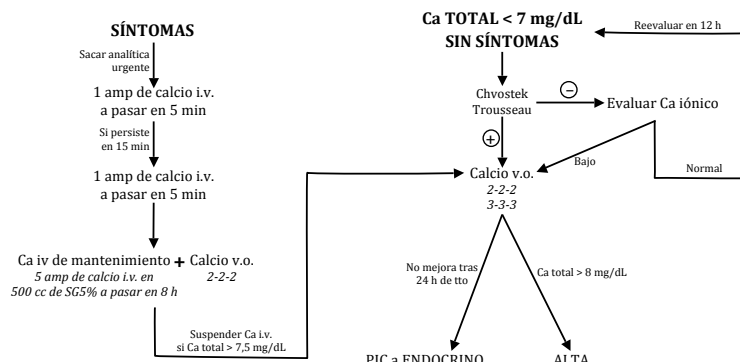 SÍNTOMAS
Sacar analítica
urgente
1 amp de calcio i.v.
a pasar en 5 min
Si persiste
en 15 min
1 amp de calcio i.v.
a pasar en 5 min
Ca iv de mantenimiento + Calcio v.o.
5 amp de calcio i.v. en
500 cc de SG5% a pasar en 8 h
2-2-2
Suspender Ca i.v.
si Ca total > 7,5 mg/dL
Ca TOTAL < 7 mg/dL
SIN SÍNTOMAS
Reevaluar en 12 h
Chvostek
Trousseau
−
Evaluar Ca iónico
+
Bajo
Normal
Calcio v.o.
2-2-2
3-3-3
No mejora tras
24 h de tto
Ca total > 8 mg/dL
PIC a ENDOCRINO
ALTA